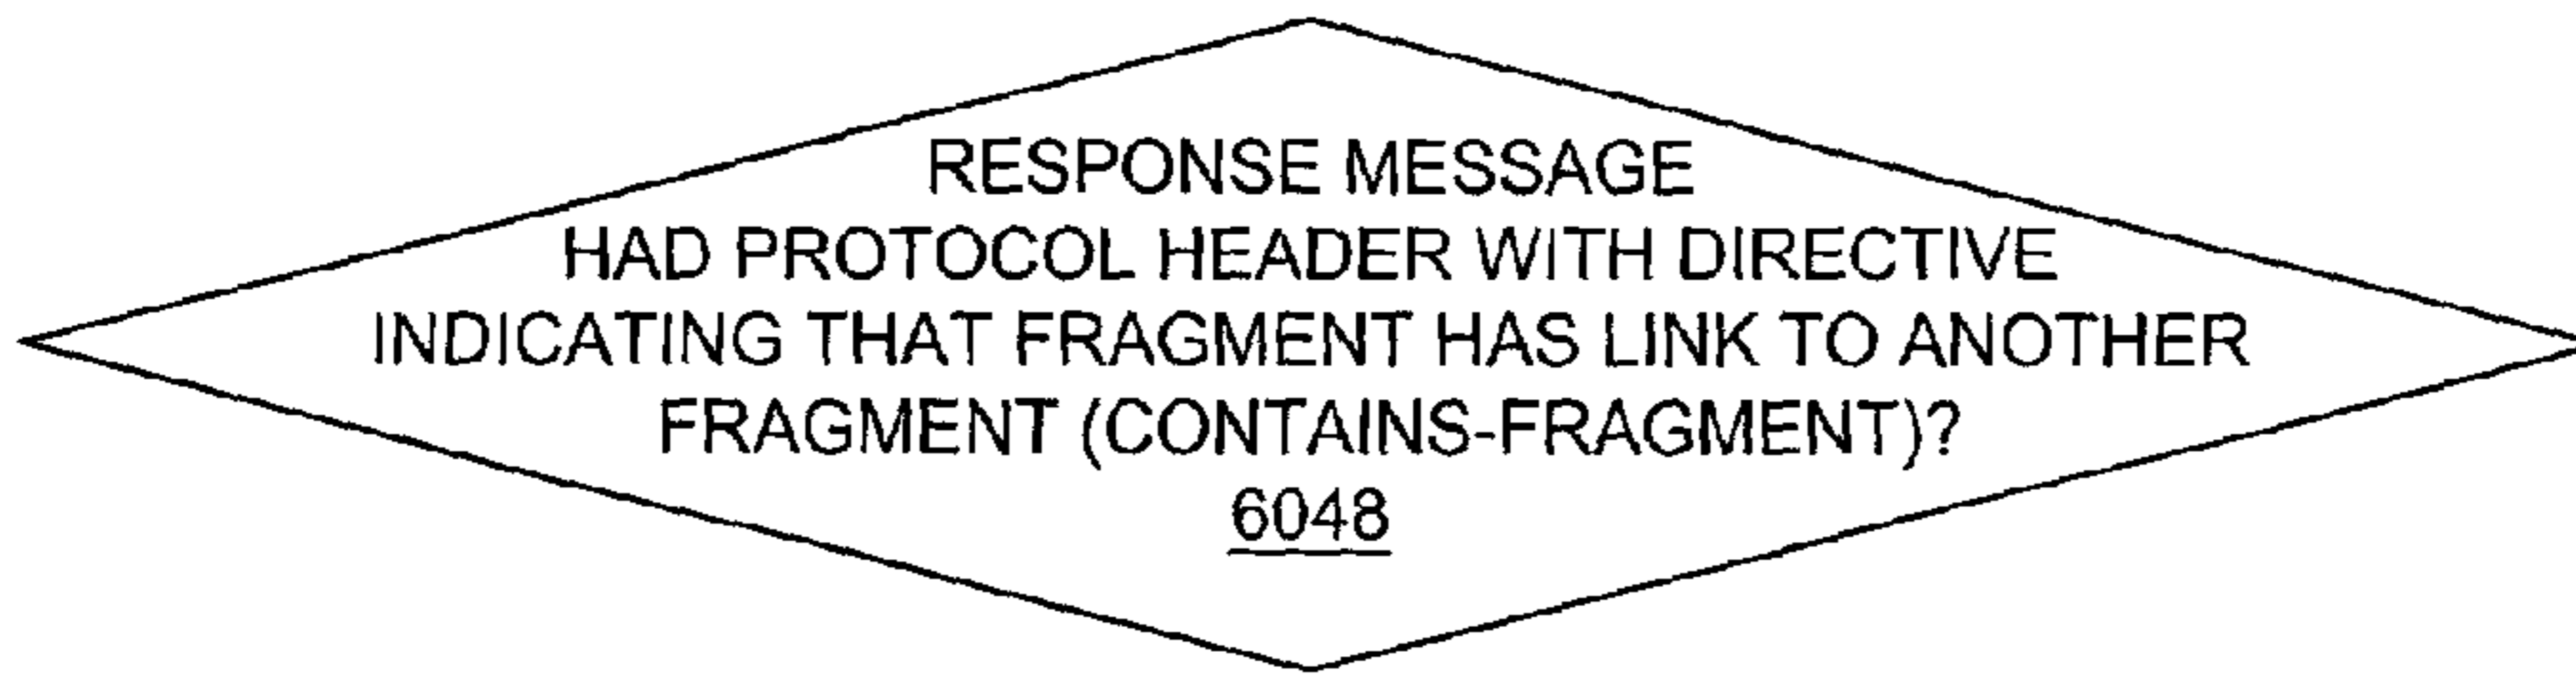 RESPONSE MESSAGE
HAD PROTOCOL HEADER WITH DIRECTIVE
INDICATING THAT FRAGMENT HAS LINK TO ANOTHER
FRAGMENT (CONTAINS-FRAGMENT)?
6048